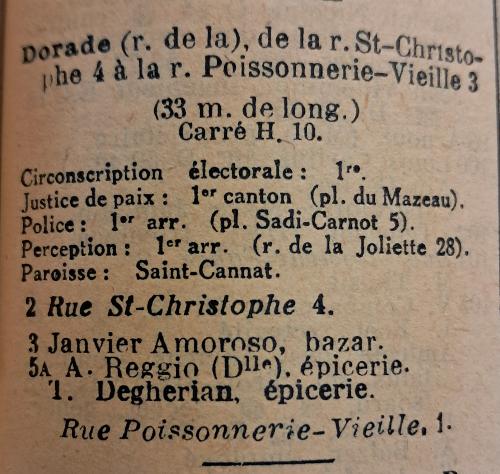 Dorade (r. de la), de la r. St-Christo-
phe 4 à la r. Poissonnerie-Vieille 3
(33 m. de long.)
Carré H. 10.
Circonscription électorale : 1re.
Justice de paix : 1er canton (pl. du Mazeau).
Police : 1er arr. (pl. Sadi-Carnot 5).
Perception : 1er arr. (r. de la Joliette 28).
Paroisse : Saint-Cannat.
2 Rue St-Christophe 4.
3 Janvier Amoroso, bazar.
5A A. Reggio (Dlle), épicerie.
T. Degherian, épicerie.
Rue Poissonnerie-Vieille, 1.